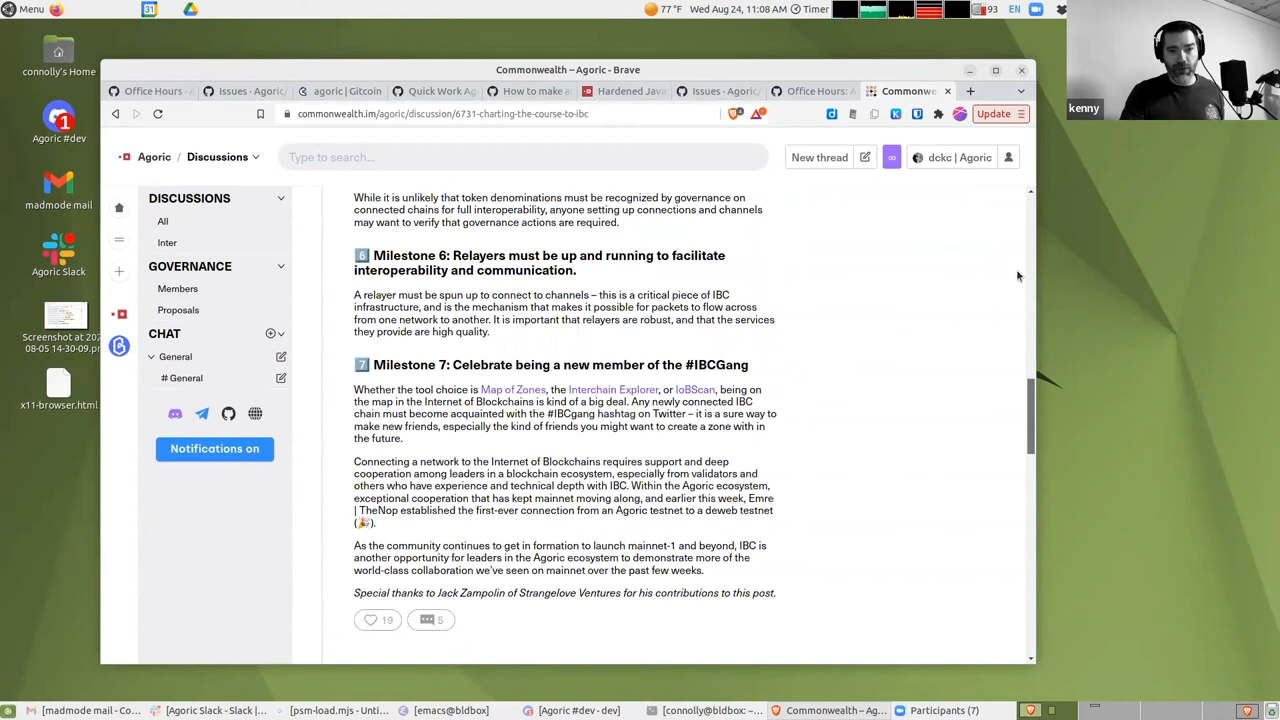 Menu
77 °F
Wed Aug 24, 11:08 AM
Timer
93
EN
connolly's Home
Agoric #dev
madmode mail
Agoric Slack
Screenshot at 202
08-05 14-30-09.pn
x11-browser.html
kenny
Commonwealth – Agoric - Brave
Office Hours -
Issues · Agoric/
agoric | Gitcoin
Quick Work Ag
How to make a
Hardened Java
Issues · Agoric/
Office Hours: A
Commonwe
commonwealth.im/agoric/discussion/6731-charting-the-course-to-ibc
Update
Agoric / Discussions
Type to search...
New thread
dckc | Agoric
DISCUSSIONS
All
Inter
GOVERNANCE
Members
Proposals
CHAT
General
# General
Notifications on
While it is unlikely that token denominations must be recognized by governance on
connected chains for full interoperability, anyone setting up connections and channels
may want to verify that governance actions are required.
6 Milestone 6: Relayers must be up and running to facilitate
interoperability and communication.
A relayer must be spun up to connect to channels – this is a critical piece of IBC
infrastructure, and is the mechanism that makes it possible for packets to flow across
from one network to another. It is important that relayers are robust, and that the services
they provide are high quality.
7 Milestone 7: Celebrate being a new member of the #IBCGang
Whether the tool choice is Map of Zones, the Interchain Explorer, or IoBScan, being on
the map in the Internet of Blockchains is kind of a big deal. Any newly connected IBC
chain must become acquainted with the #IBCgang hashtag on Twitter – it is a sure way to
make new friends, especially the kind of friends you might want to create a zone with in
the future.
Connecting a network to the Internet of Blockchains requires support and deep
cooperation among leaders in a blockchain ecosystem, especially from validators and
others who have experience and technical depth with IBC. Within the Agoric ecosystem,
exceptional cooperation that has kept mainnet moving along, and earlier this week, Emre
| TheNop established the first-ever connection from an Agoric testnet to a deweb testnet
(🎉).
As the community continues to get in formation to launch mainnet-1 and beyond, IBC is
another opportunity for leaders in the Agoric ecosystem to demonstrate more of the
world-class collaboration we've seen on mainnet over the past few weeks.
Special thanks to Jack Zampolin of Strangelove Ventures for his contributions to this post.
19
5
[madmode mail - Co...
[Agoric Slack - Slack |...
[psm-load.mjs - Unti...
[emacs@bldbox]
[Agoric #dev - dev]
[connolly@bldbox: ~...
Commonwealth – Ag...
Participants (7)